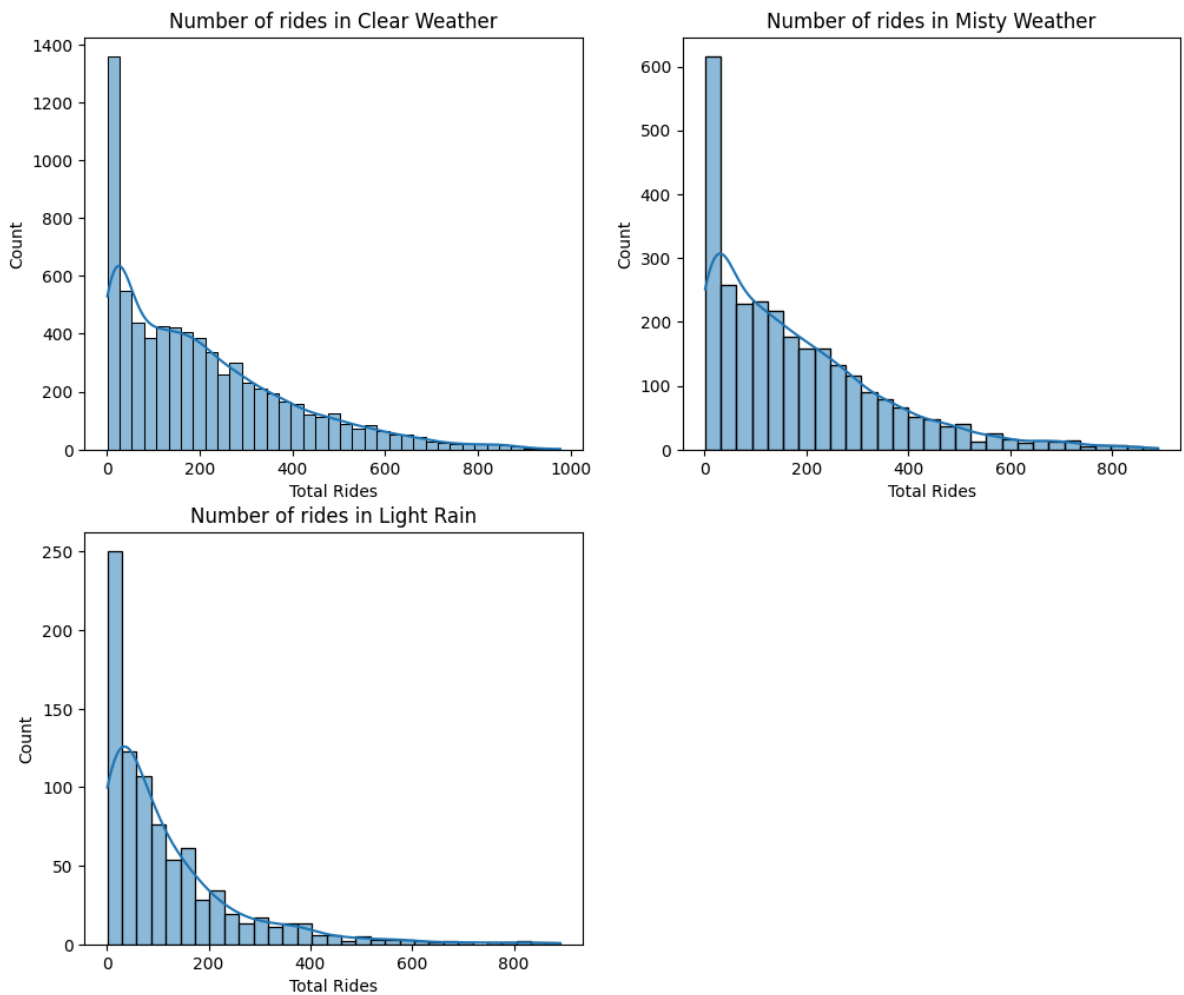 Number of rides in Clear Weather
1400
1200
1000
800
600
400
200
0
Count
0 200 400 600 800 1000
Total Rides
Number of rides in Misty Weather
600
500
400
300
200
100
0
Count
0 200 400 600 800
Total Rides
Number of rides in Light Rain
250
200
150
100
50
0
Count
0 200 400 600 800
Total Rides